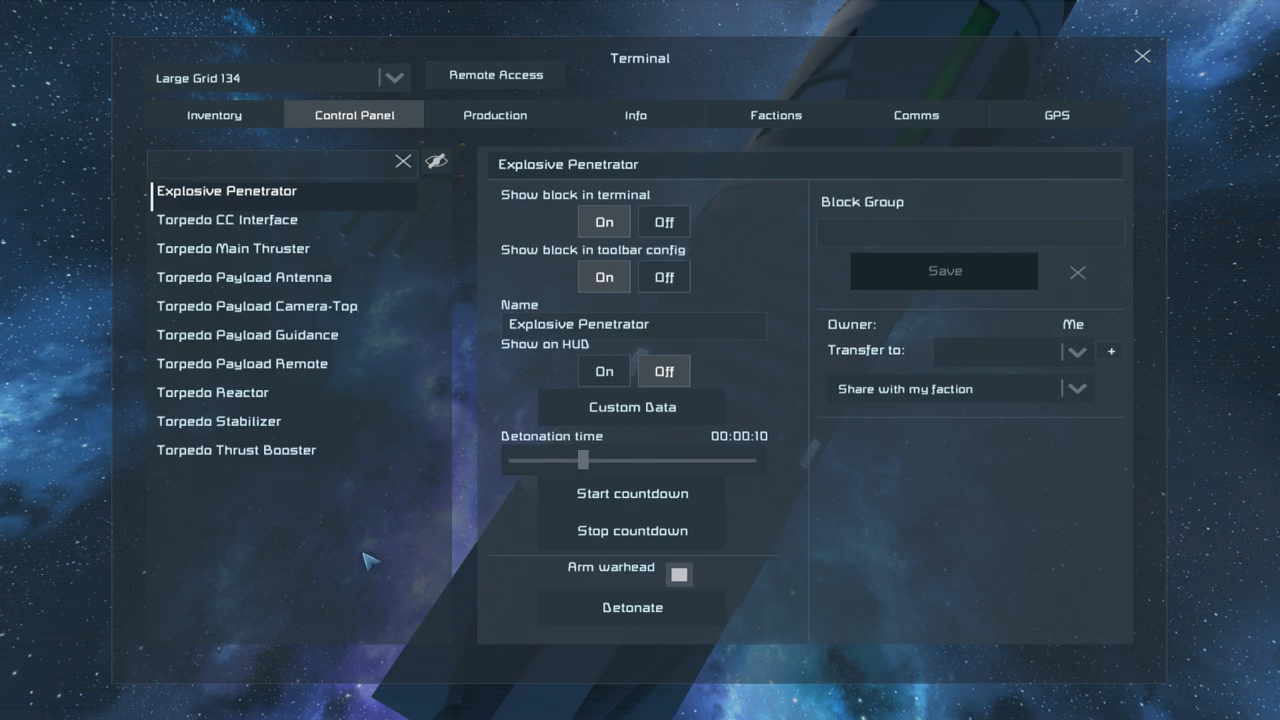 Terminal
Large Grid 134
Remote Access
Inventory
Control Panel
Production
Info
Factions
Comms
GPS
Explosive Penetrator
Torpedo CC Interface
Torpedo Main Thruster
Torpedo Payload Antenna
Torpedo Payload Camera-Top
Torpedo Payload Guidance
Torpedo Payload Remote
Torpedo Reactor
Torpedo Stabilizer
Torpedo Thrust Booster
Explosive Penetrator
Show block in terminal
On Off
Show block in toolbar config
On Off
Name
Explosive Penetrator
Show on HUD
On Off
Custom Data
Detonation time 00:00:10
Start countdown
Stop countdown
Arm warhead
Detonate
Block Group
Save
Owner: Me
Transfer to:
+
Share with my faction